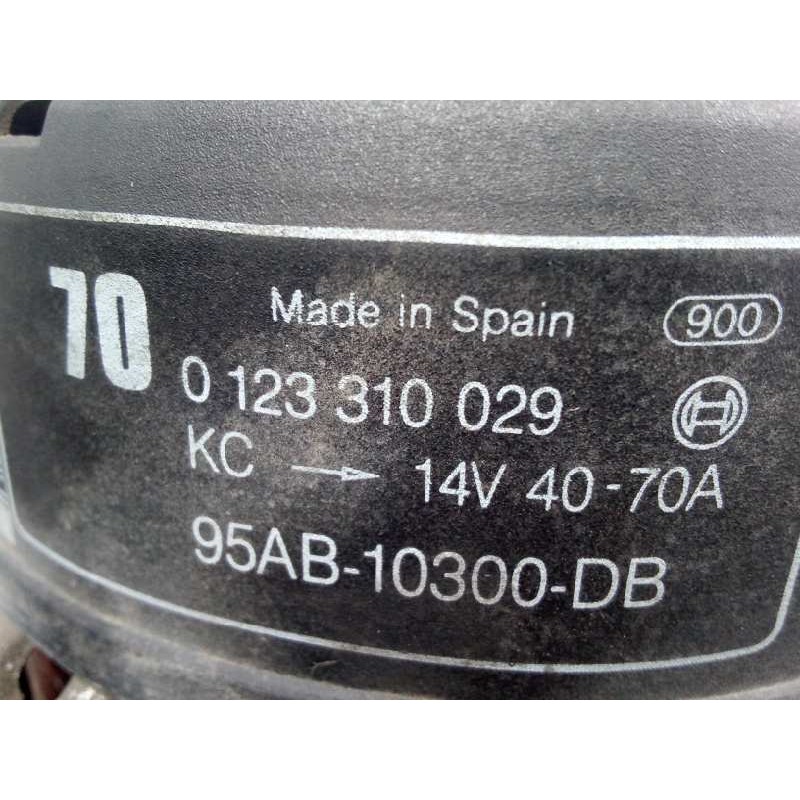 70
Made in Spain 900
0 123 310 029
KC → 14V 40-70A
95AB-10300-DB